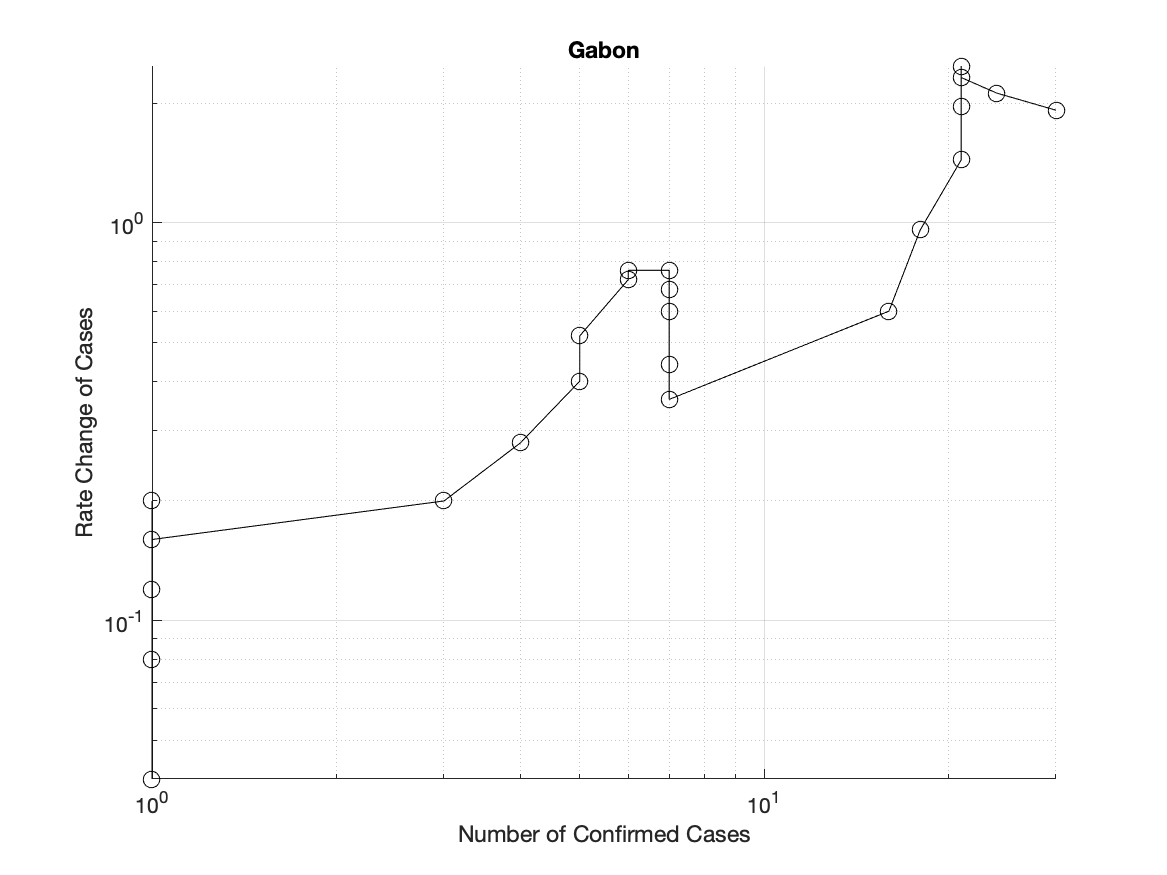 Gabon
10^0
10^-1
Rate Change of Cases
10^0
10^1
Number of Confirmed Cases